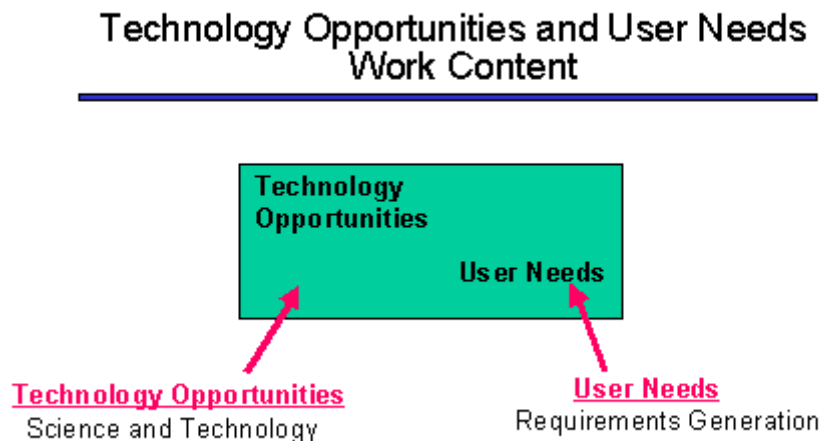 Technology Opportunities and User Needs
Work Content
Technology
Opportunities
User Needs
Technology Opportunities
Science and Technology
User Needs
Requirements Generation